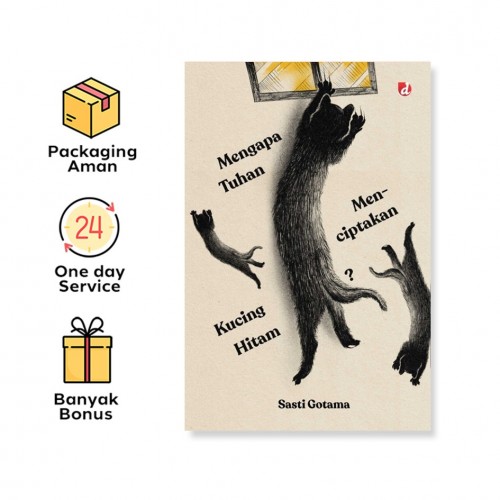 Packaging
Aman
24
One day
Service
Banyak
Bonus
d
Mengapa
Tuhan
Men-
ciptakan
?
Kucing
Hitam
Sasti Gotama